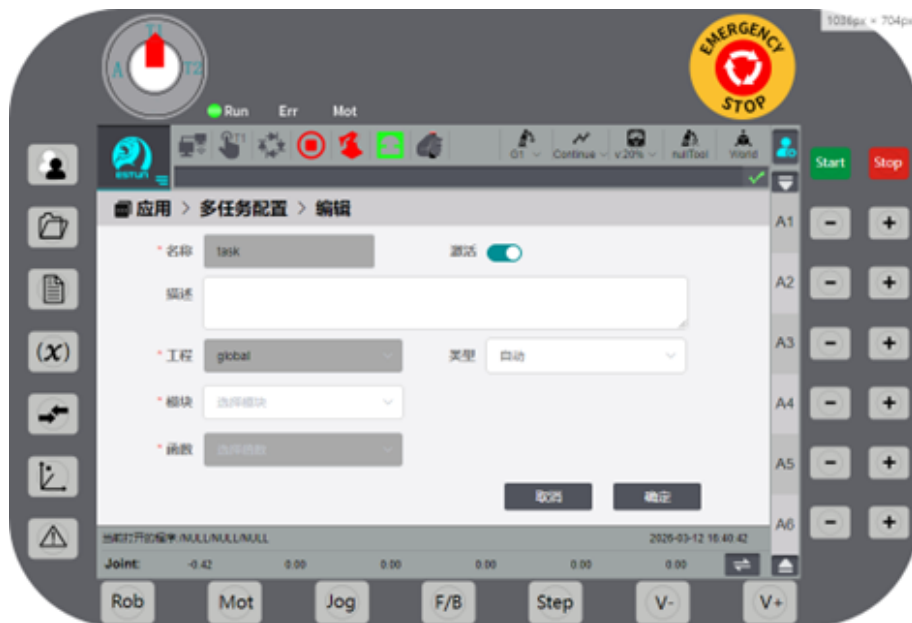 1036px × 704px
T1
A
T2
EMERGENCY
STOP
Run Err Mot
T1
ESTUN
G1 Continue v:20% nullTool World
Start Stop
应用 > 多任务配置 > 编辑
* 名称 task 激活
描述
* 工程 global 类型 自动
* 模块 选择模块
* 函数 选择函数
取消 确定
A1 - +
A2 - +
A3 - +
A4 - +
A5 - +
A6 - +
(x)
当前打开的程序:/NULL/NULL/NULL 2026-03-12 16:40:42
Joint: -0.42 0.00 0.00 0.00 0.00 0.00
Rob Mot Jog F/B Step V- V+